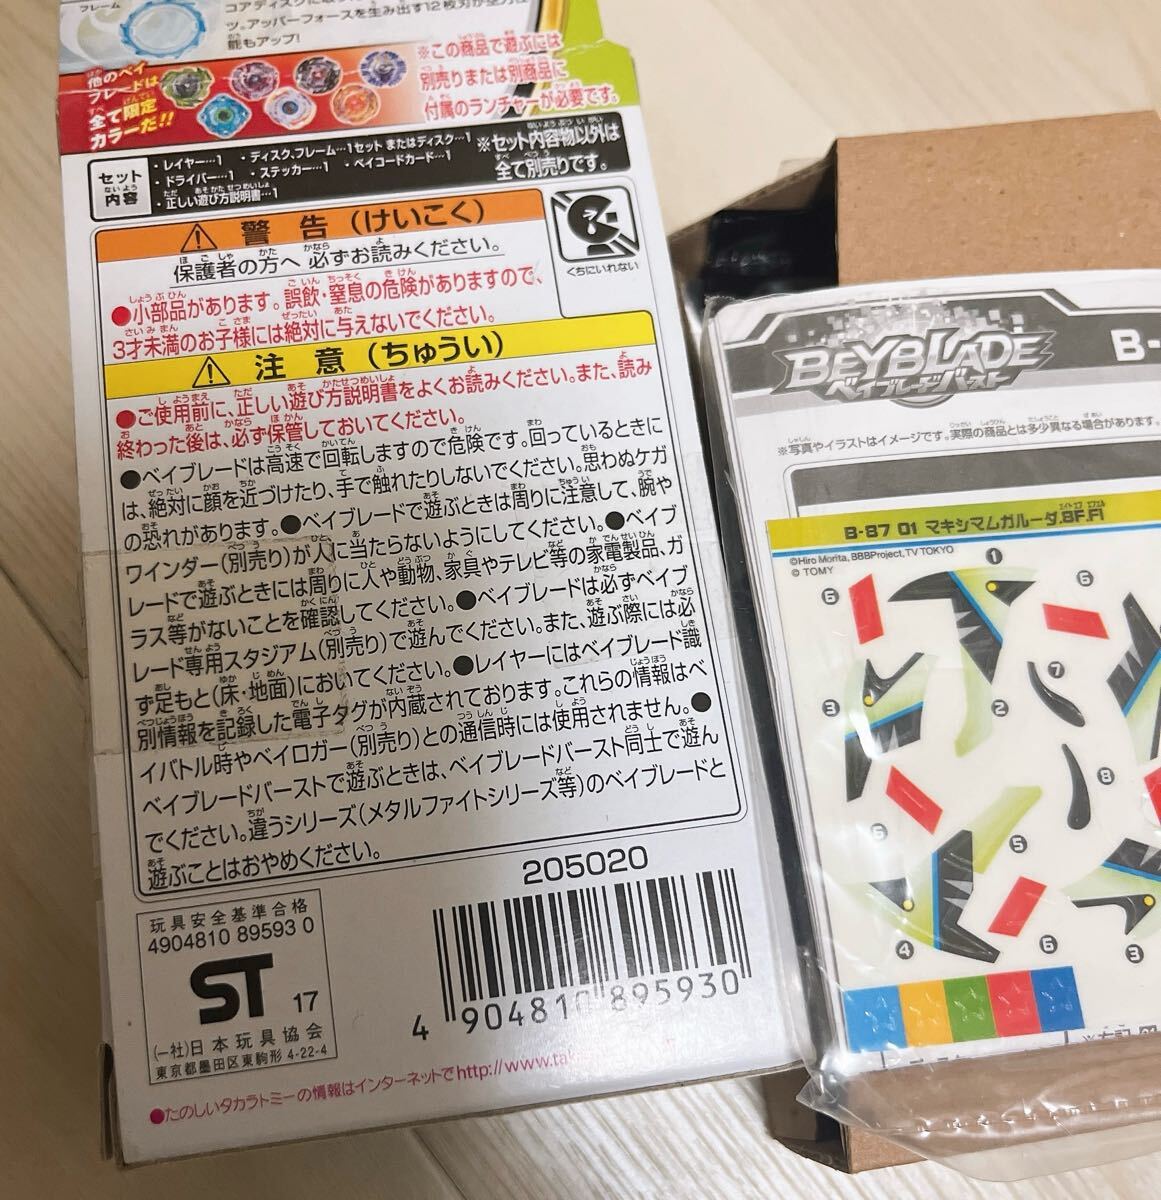 フレーム
コアディスクに
ツ。アッパーフォースを生み出す12枚刃が
能もアップ!
他のベイ
ブレードは
全て限定
カラーだ!!
※この商品で遊ぶには
別売りまたは別商品に
付属のランチャーが必要です。
セット
内容
・レイヤー…1 ・ディスク、フレーム…1セット またはディスク…1
・ドライバー…1 ・ステッカー…1 ・ベイコードカード…1
・正しい遊び方説明書…1
※セット内容物以外は
全て別売りです。
警告(けいこく)
保護者の方へ 必ずお読みください。
●小部品があります。誤飲・窒息の危険がありますので、
3才未満のお子様には絶対に与えないでください。
くちにいれない
注意(ちゅうい)
●ご使用前に、正しい遊び方説明書をよくお読みください。また、読み
終わった後は、必ず保管しておいてください。
●ベイブレードは高速で回転しますので危険です。回っているときに
は、絶対に顔を近づけたり、手で触れたりしないでください。思わぬケガ
の恐れがあります。●ベイブレードで遊ぶときは周りに注意して、腕や
ワインダー(別売り)が人に当たらないようにしてください。●ベイブ
レードで遊ぶときには周りに人や動物、家具やテレビ等の家電製品、ガ
ラス等がないことを確認してください。●ベイブレードは必ずベイブ
レード専用スタジアム(別売り)で遊んでください。また、遊ぶ際には必
ず足もと(床・地面)においてください。●レイヤーにはベイブレード識
別情報を記録した電子タグが内蔵されております。これらの情報はベ
イバトル時やベイロガー(別売り)との通信時には使用されません。●
ベイブレードバーストで遊ぶときは、ベイブレードバースト同士で遊ん
でください。違うシリーズ(メタルファイトシリーズ等)のベイブレードと
遊ぶことはおやめください。
205020
玩具安全基準合格
4904810 89593 0
ST 17
(一社)日本玩具協会
東京都墨田区東駒形 4-22-4
4 904810 895930
●たのしいタカラトミーの情報はインターネットで http://www.tak
BEYBLADE
ベイブレードバースト
B-
※写真やイラストはイメージです。実際の商品とは多少異なる場合があります。
B-87 01 マキシマムガルーダ.8F.Fl
©Hiro Morita, BBBProject, TV TOKYO
© TOMY
1
6
6
7
3
2
8
6
5
4
6
3